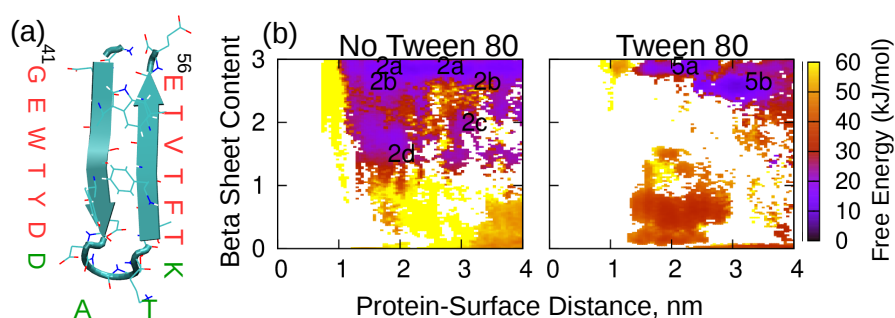 (a)
41
G
E
W
T
Y
D
D
A
T
K
T
F
T
V
T
E
56
(b)
No Tween 80
Tween 80
Beta Sheet Content
3
2
1
0
2a
2a
2b
2b
2c
2d
5a
5b
0
1
2
3
4
0
1
2
3
4
Protein-Surface Distance, nm
60
50
40
30
20
10
0
Free Energy (kJ/mol)